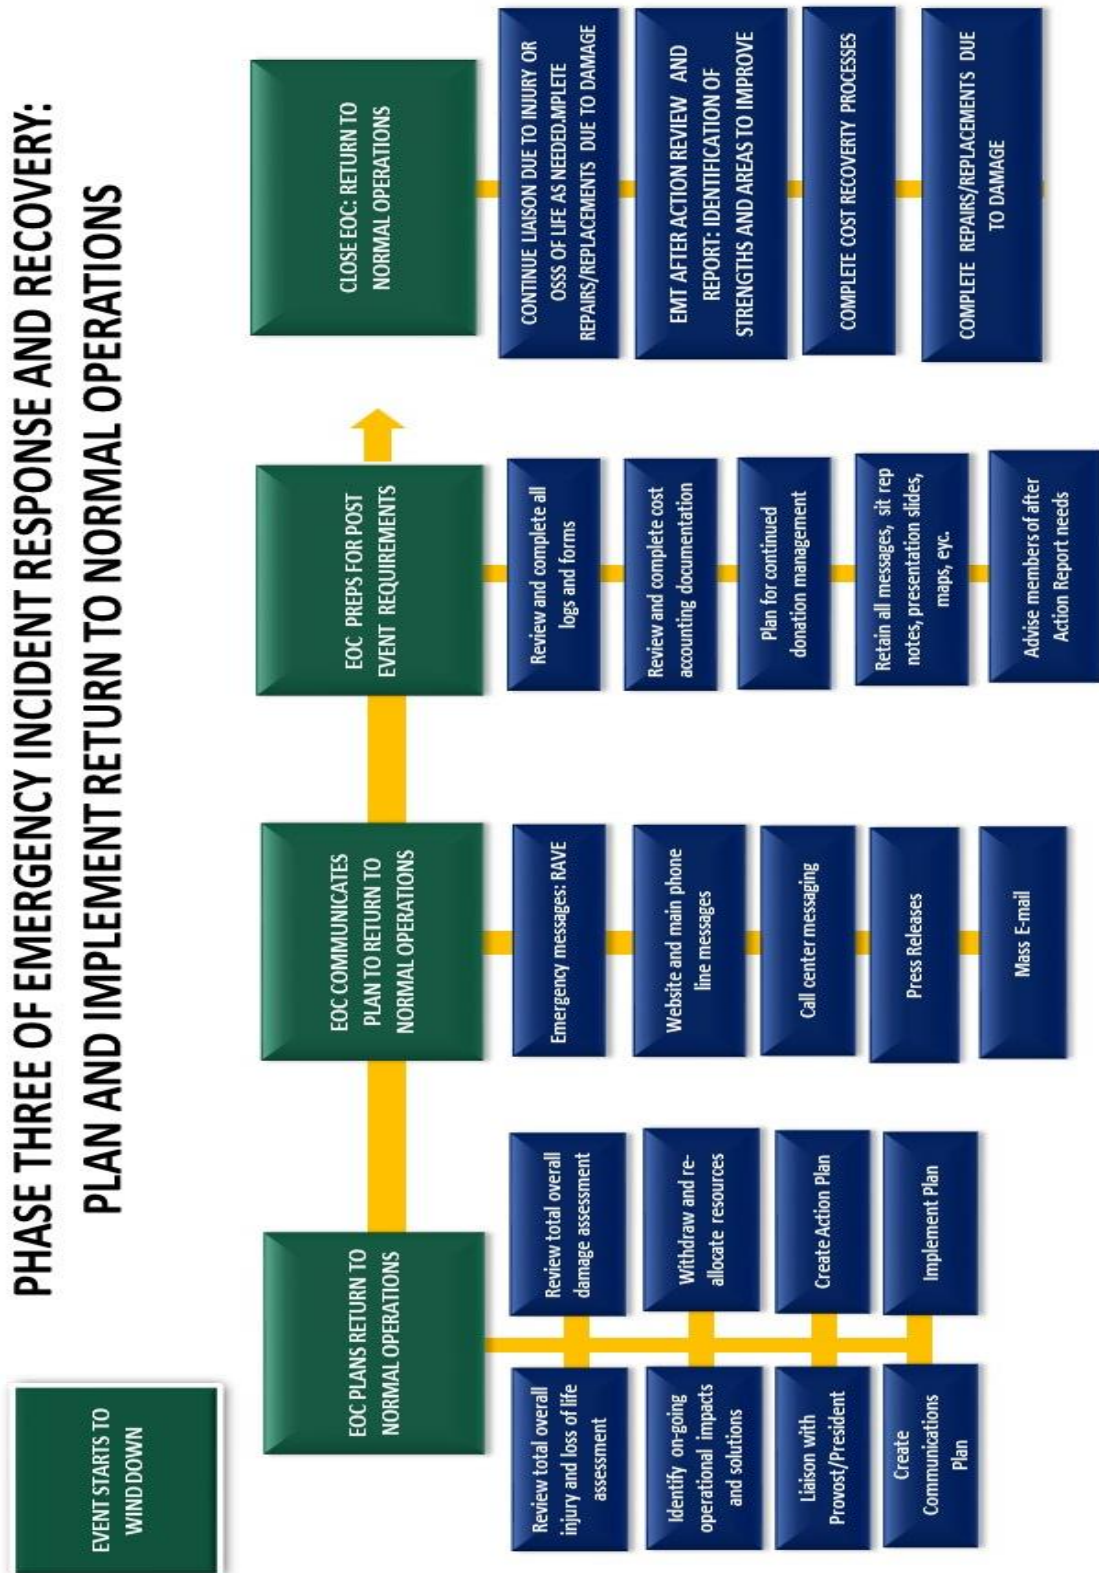 PHASE THREE OF EMERGENCY INCIDENT RESPONSE AND RECOVERY:
PLAN AND IMPLEMENT RETURN TO NORMAL OPERATIONS
EVENT STARTS TO
WIND DOWN
EOC PLANS RETURN TO
NORMAL OPERATIONS
Review total overall
injury and loss of life
assessment
Review total overall
damage assessment
Identify on-going
operational impacts
and solutions
Withdraw and re-
allocate resources
Liaison with
Provost/President
Create Action Plan
Create
Communications
Plan
Implement Plan
EOC COMMUNICATES
PLAN TO RETURN TO
NORMAL OPERATIONS
Emergency messages: RAVE
Website and main phone
line messages
Call center messaging
Press Releases
Mass E-mail
EOC PREPS FOR POST
EVENT REQUIREMENTS
Review and complete all
logs and forms
Review and complete cost
accounting documentation
Plan for continued
donation management
Retain all messages, sit rep
notes, presentation slides,
maps, eyc.
Advise members of after
Action Report needs
CLOSE EOC: RETURN TO
NORMAL OPERATIONS
CONTINUE LIAISON DUE TO INJURY OR
OSSS OF LIFE AS NEEDED.MPLETE
REPAIRS/REPLACEMENTS DUE TO DAMAGE
EMT AFTER ACTION REVIEW AND
REPORT: IDENTIFICATION OF
STRENGTHS AND AREAS TO IMPROVE
COMPLETE COST RECOVERY PROCESSES
COMPLETE REPAIRS/REPLACEMENTS DUE
TO DAMAGE